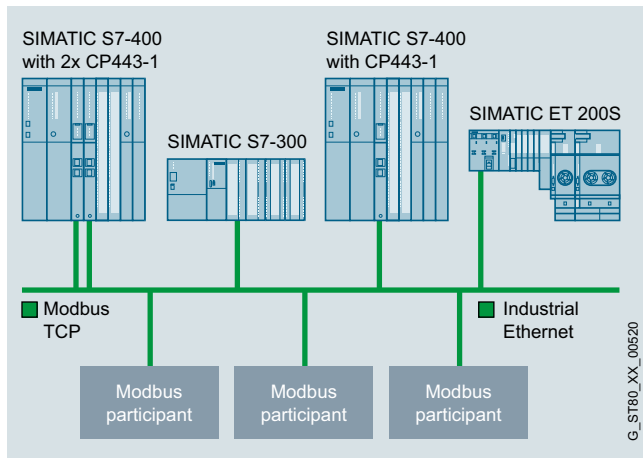 SIMATIC S7-400
with 2x CP443-1
SIMATIC S7-300
SIMATIC S7-400
with CP443-1
SIMATIC ET 200S
Modbus
TCP
Industrial
Ethernet
Modbus
participant
Modbus
participant
Modbus
participant
G_ST80_XX_00520